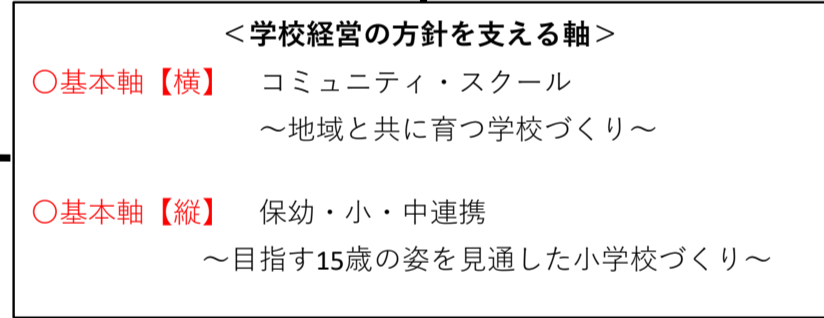 ＜学校経営の方針を支える軸＞
〇基本軸【横】　コミュニティ・スクール
～地域と共に育つ学校づくり～
〇基本軸【縦】　保幼・小・中連携
～目指す15歳の姿を見通した小学校づくり～